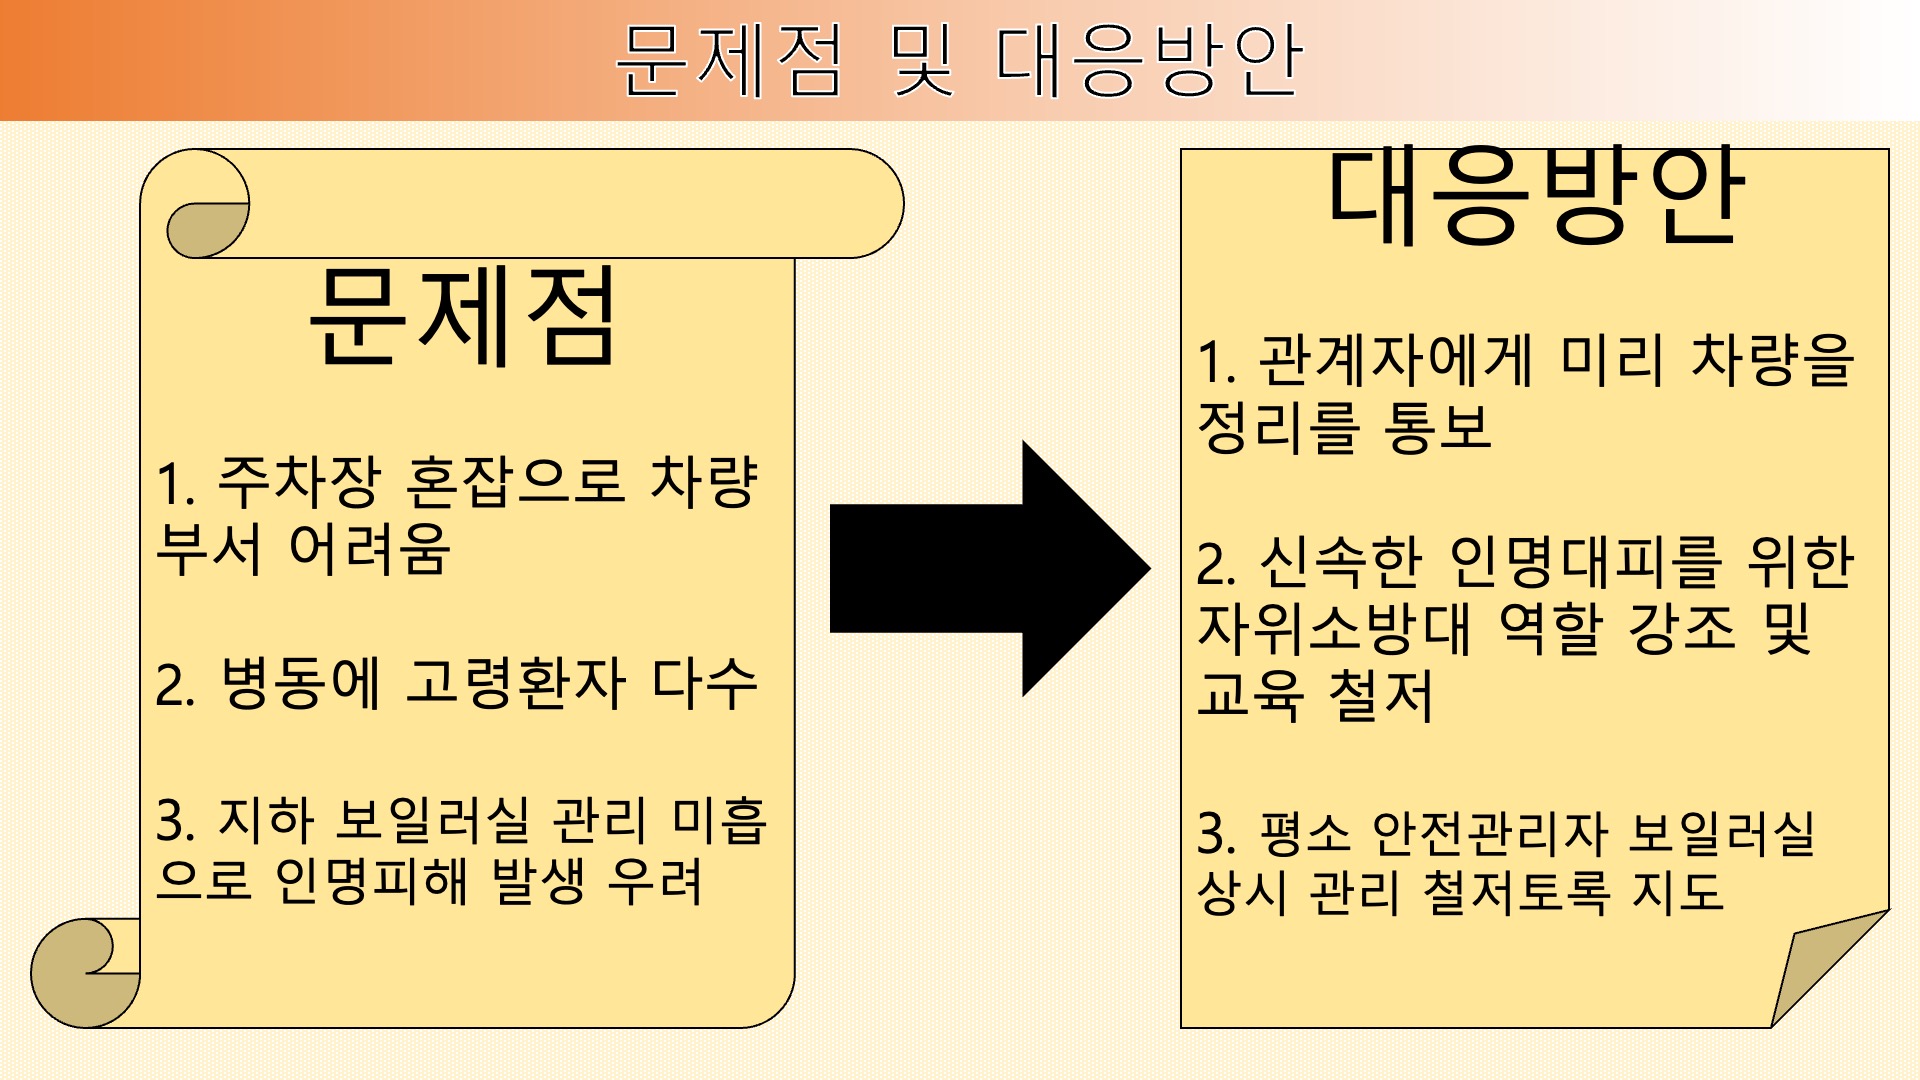 문제점 및 대응방안
문제점
1. 주차장 혼잡으로 차량
부서 어려움
2. 병동에 고령환자 다수
3. 지하 보일러실 관리 미흡
으로 인명피해 발생 우려
대응방안
1. 관계자에게 미리 차량을
정리를 통보
2. 신속한 인명대피를 위한
자위소방대 역할 강조 및
교육 철저
3. 평소 안전관리자 보일러실
상시 관리 철저토록 지도